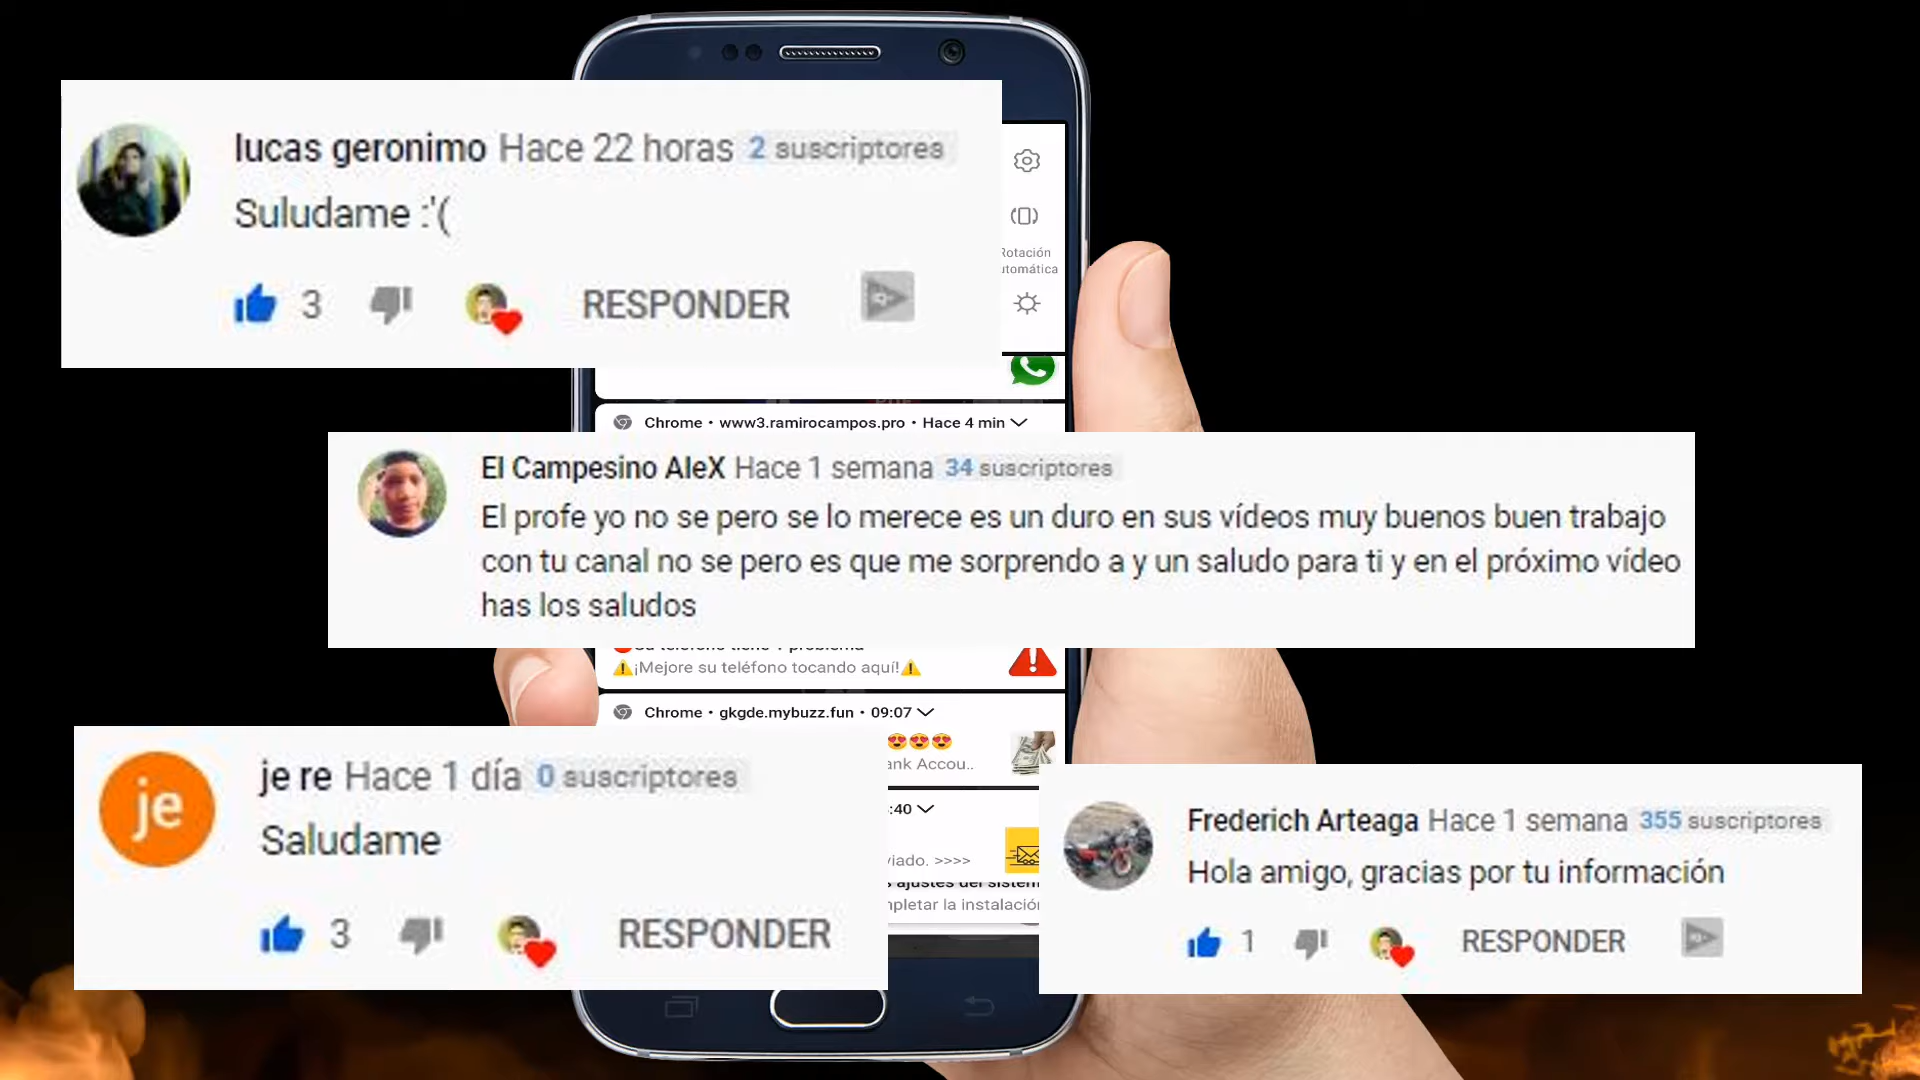 lucas geronimo Hace 22 horas 2 suscriptores
Suludame :'(
3 RESPONDER
Rotación
Chrome • www3.ramirocampos.pro • Hace 4 min
El Campesino AleX Hace 1 semana 34 suscriptores
El profe yo no se pero se lo merece es un duro en sus vídeos muy buenos buen trabajo
con tu canal no se pero es que me sorprendo a y un saludo para ti y en el próximo vídeo
has los saludos
Su teléfono tiene 1 problema
¡Mejore su teléfono tocando aquí!
Chrome • gkgde.mybuzz.fun • 09:07
Accou..
:40
>>>>
ajustes del sistem
la instalació
je re Hace 1 día 0 suscriptores
Saludame
3 RESPONDER
je
Frederich Arteaga Hace 1 semana 355 suscriptores
Hola amigo, gracias por tu información
1 RESPONDER